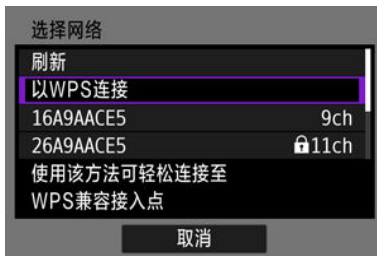 选择网络
刷新
以WPS连接
16A9AACE5 9ch
26A9AACE5 11ch
使用该方法可轻松连接至
WPS兼容接入点
取消